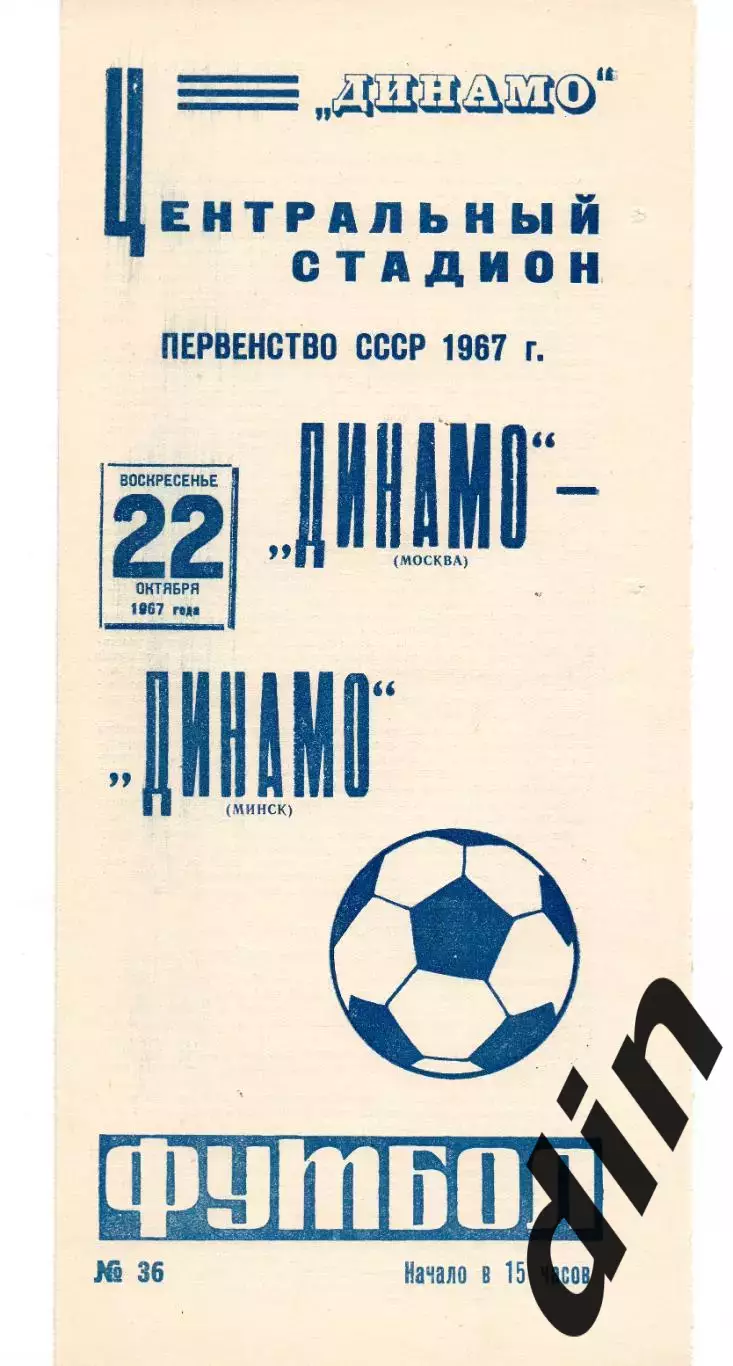 „ДИНАМО“
ЦЕНТРАЛЬНЫЙ
СТАДИОН
ПЕРВЕНСТВО СССР 1967 г.
ВОСКРЕСЕНЬЕ
22
ОКТЯБРЯ
1967 года
„ДИНАМО“ —
(МОСКВА)
„ДИНАМО“
(МИНСК)
ФУТБОЛ
№ 36
Начало в 15 часов
din